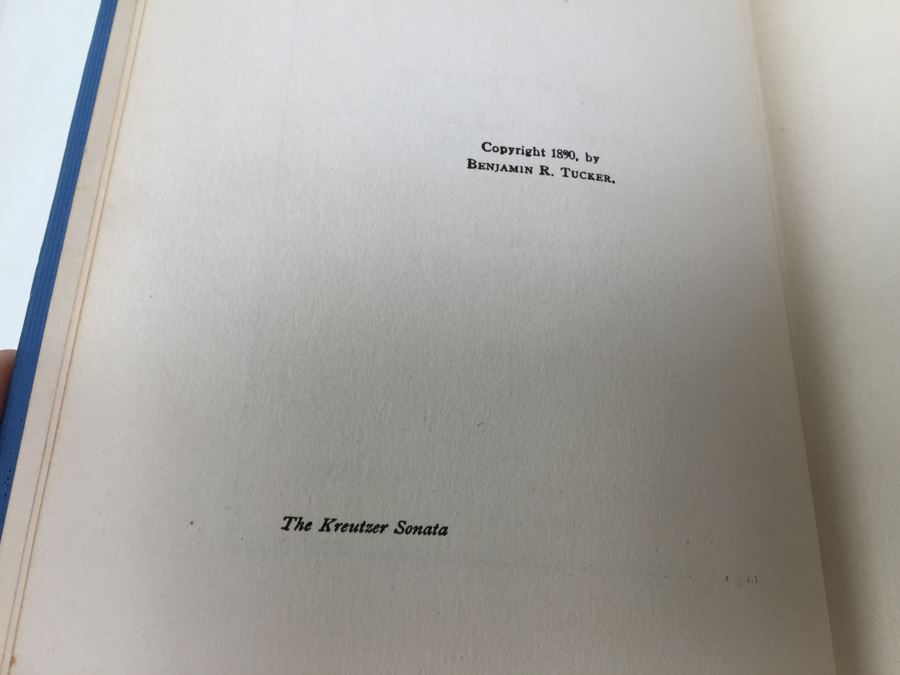 Copyright 1890, by
BENJAMIN R. TUCKER.
The Kreutzer Sonata